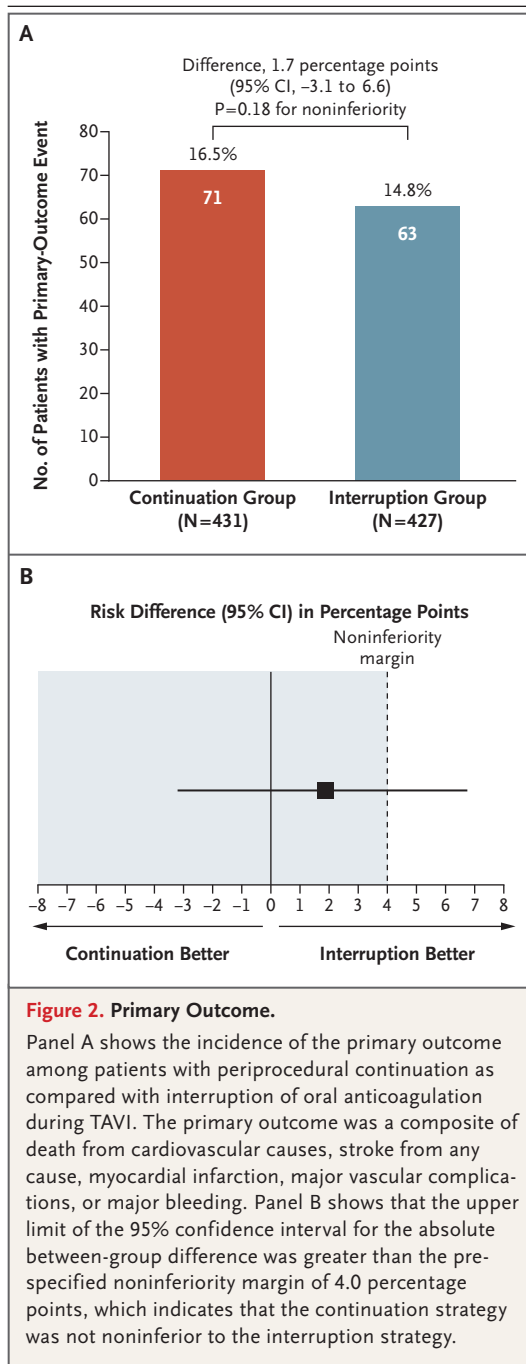 A
Difference, 1.7 percentage points
(95% CI, −3.1 to 6.6)
P=0.18 for noninferiority
No. of Patients with Primary-Outcome Event
80
70
60
50
40
30
20
10
0
16.5%
71
14.8%
63
Continuation Group
(N=431)
Interruption Group
(N=427)
B
Risk Difference (95% CI) in Percentage Points
Noninferiority
margin
−8 −7 −6 −5 −4 −3 −2 −1 0 1 2 3 4 5 6 7 8
Continuation Better
Interruption Better
Figure 2. Primary Outcome.
Panel A shows the incidence of the primary outcome
among patients with periprocedural continuation as
compared with interruption of oral anticoagulation
during TAVI. The primary outcome was a composite of
death from cardiovascular causes, stroke from any
cause, myocardial infarction, major vascular complica-
tions, or major bleeding. Panel B shows that the upper
limit of the 95% confidence interval for the absolute
between-group difference was greater than the pre-
specified noninferiority margin of 4.0 percentage
points, which indicates that the continuation strategy
was not noninferior to the interruption strategy.